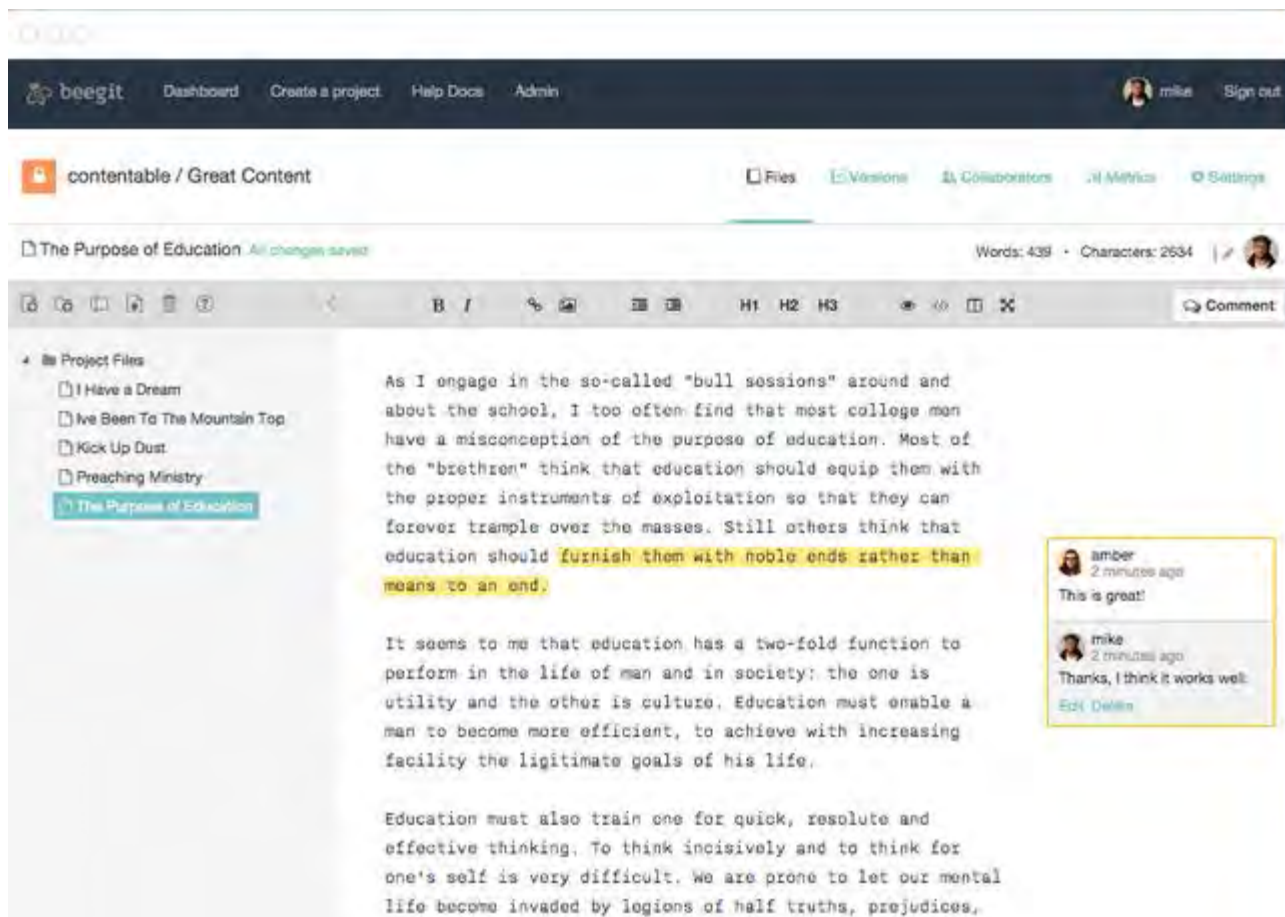 beegit Dashboard Create a project Help Docs Admin mike Sign out
contentable / Great Content Files Versions Collaborators Metrics Settings
The Purpose of Education All changes saved Words: 439 • Characters: 2634
B I H1 H2 H3 Comment
Project Files
I Have a Dream
Ive Been To The Mountain Top
Kick Up Dust
Preaching Ministry
The Purpose of Education
As I engage in the so-called "bull sessions" around and
about the school, I too often find that most college men
have a misconception of the purpose of education. Most of
the "brethren" think that education should equip them with
the proper instruments of exploitation so that they can
forever trample over the masses. Still others think that
education should furnish them with noble ends rather than
means to an end.
It seems to me that education has a two-fold function to
perform in the life of man and in society: the one is
utility and the other is culture. Education must enable a
man to become more efficient, to achieve with increasing
facility the ligitimate goals of his life.
Education must also train one for quick, resolute and
effective thinking. To think incisively and to think for
one's self is very difficult. We are prone to let our mental
life become invaded by legions of half truths, prejudices,
amber
2 minutes ago
This is great!
mike
2 minutes ago
Thanks, I think it works well.
Edit Delete